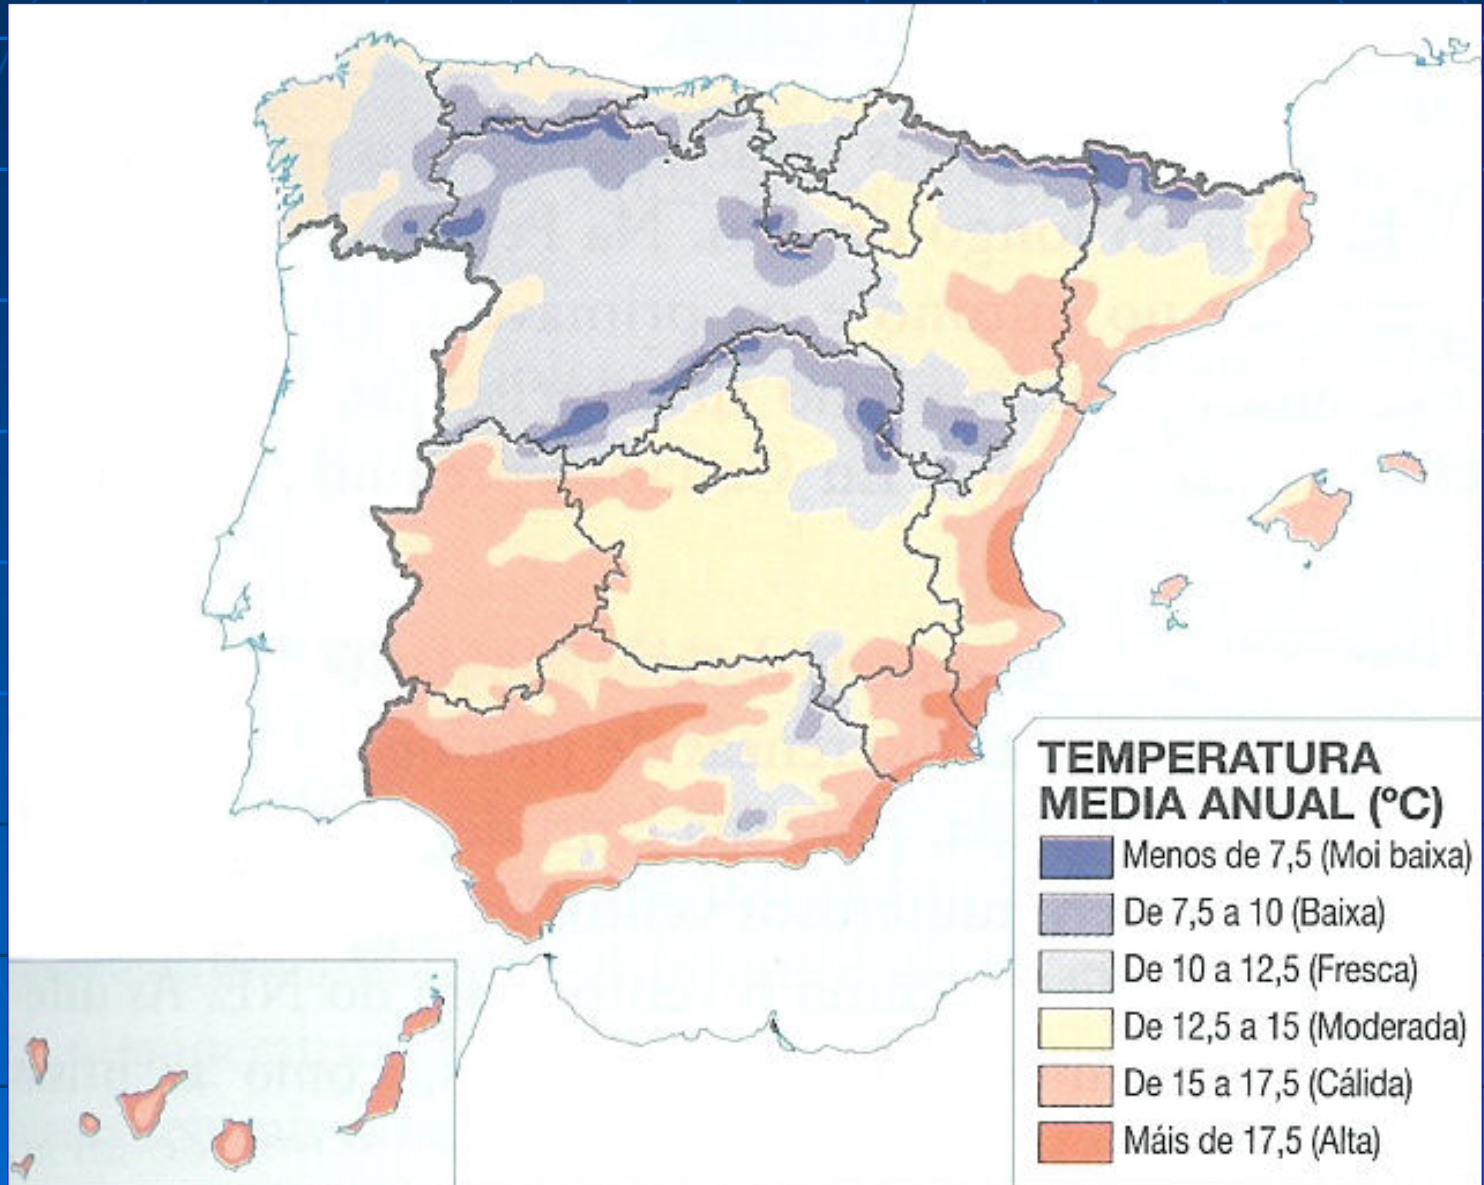 TEMPERATURA
MEDIA ANUAL (ºC)
Menos de 7,5 (Moi baixa)
De 7,5 a 10 (Baixa)
De 10 a 12,5 (Fresca)
De 12,5 a 15 (Moderada)
De 15 a 17,5 (Cálida)
Máis de 17,5 (Alta)